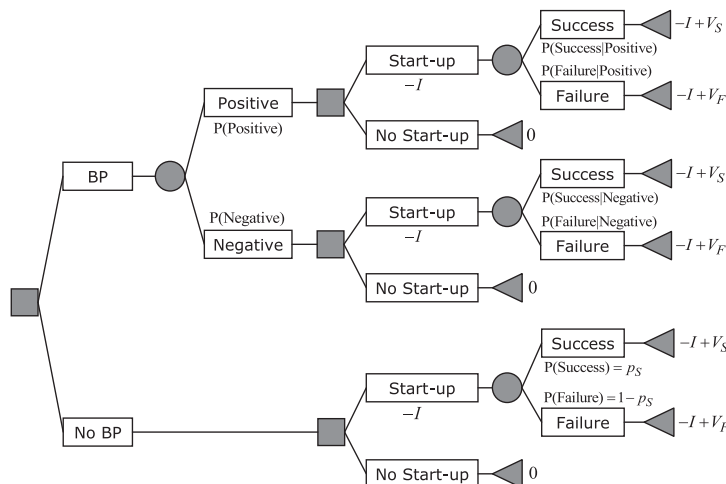 Success
−I + V_S
P(Success|Positive)
Start-up
−I
P(Failure|Positive)
Failure
−I + V_F
Positive
P(Positive)
No Start-up
0
BP
Success
−I + V_S
P(Success|Negative)
P(Negative)
Start-up
−I
P(Failure|Negative)
Negative
Failure
−I + V_F
No Start-up
0
Success
−I + V_S
P(Success) = p_S
Start-up
−I
P(Failure) = 1 − p_S
No BP
Failure
−I + V_F
No Start-up
0